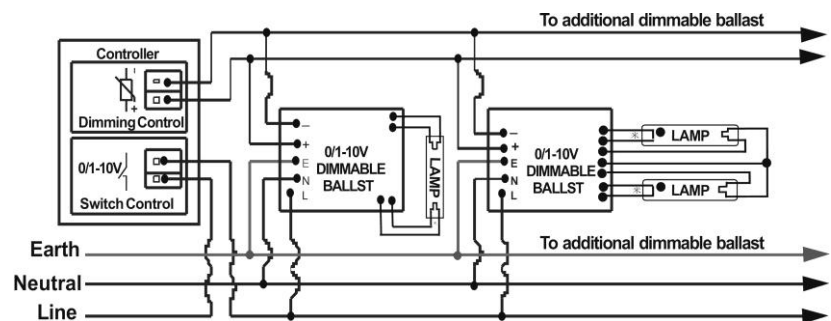 To additional dimmable ballast
Controller
- 
+
Dimming Control
0/1-10V
Switch Control
–
+
E
N
L
0/1-10V
DIMMABLE
BALLST
LAMP
–
+
E
N
L
0/1-10V
DIMMABLE
BALLST
* LAMP
* LAMP
Earth
To additional dimmable ballast
Neutral
Line